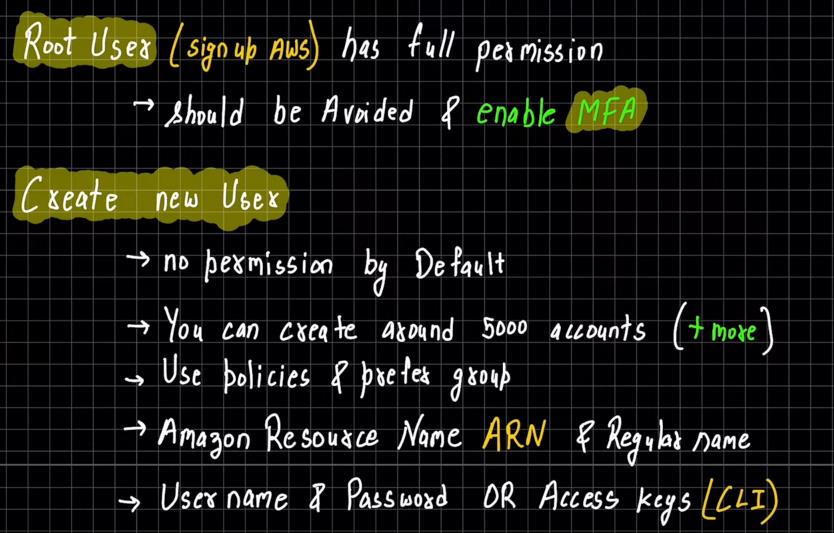 Root User (sign up AWS) has full permission
→ should be Avoided & enable MFA
Create new User
→ no permission by Default
→ You can create around 5000 accounts (+ more)
→ Use policies & prefer group
→ Amazon Resource Name ARN & Regular name
→ Username & Password OR Access keys (CLI)